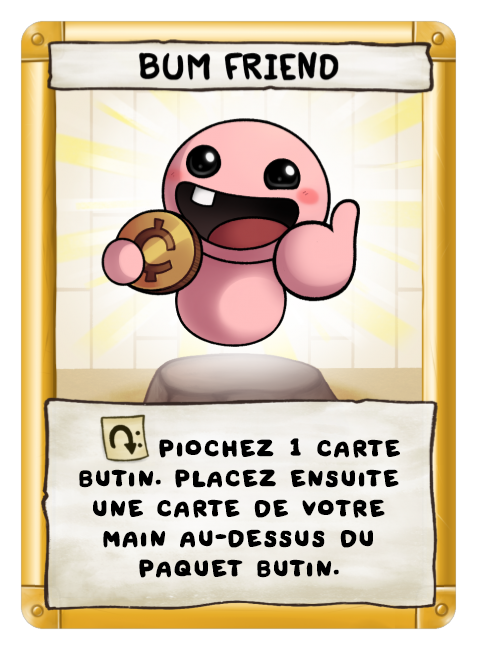 BUM FRIEND
PIOCHEZ 1 CARTE
BUTIN. PLACEZ ENSUITE
UNE CARTE DE VOTRE
MAIN AU-DESSUS DU
PAQUET BUTIN.